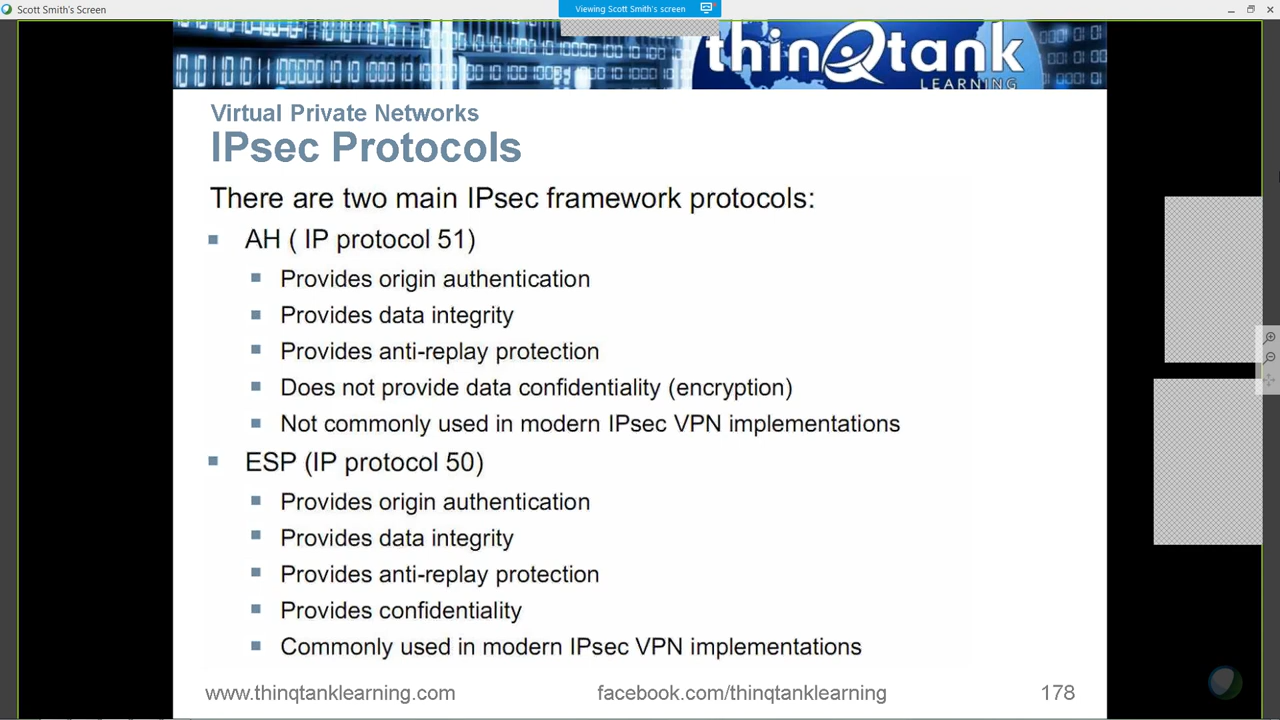 Scott Smith's Screen
Viewing Scott Smith's screen
thinQtank
LEARNING
Virtual Private Networks
IPsec Protocols
There are two main IPsec framework protocols:
AH ( IP protocol 51)
Provides origin authentication
Provides data integrity
Provides anti-replay protection
Does not provide data confidentiality (encryption)
Not commonly used in modern IPsec VPN implementations
ESP (IP protocol 50)
Provides origin authentication
Provides data integrity
Provides anti-replay protection
Provides confidentiality
Commonly used in modern IPsec VPN implementations
www.thinqtanklearning.com
facebook.com/thinqtanklearning
178